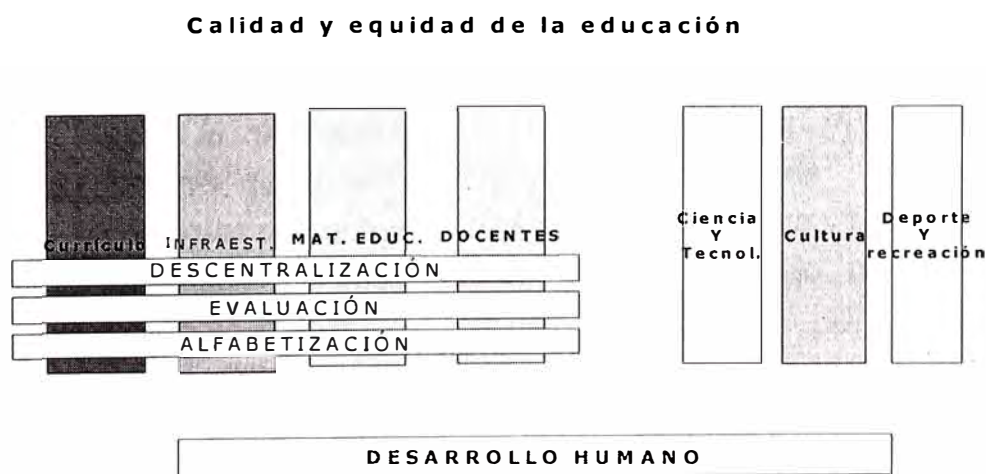 Calidad y equidad de la educación
Currículo INFRAEST. MAT. EDUC. DOCENTES
DESCENTRALIZACIÓN
EVALUACIÓN
ALFABETIZACIÓN
Ciencia
Y
Tecnol.
Cultura
Deporte
Y
recreación
DESARROLLO HUMANO